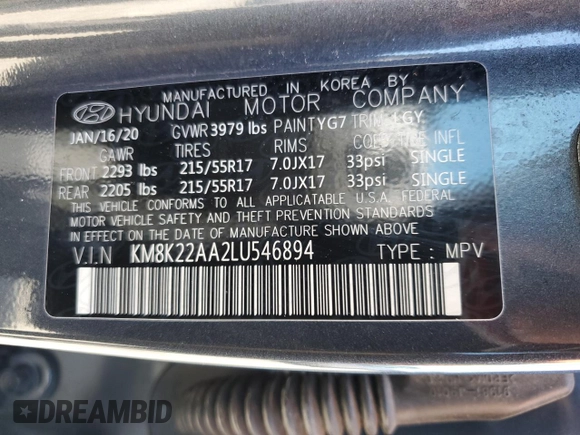 MANUFACTURED IN KOREA BY
HYUNDAI MOTOR COMPANY
JAN/16/20 GVWR 3979 lbs PAINT YG7 TRIM LGY
GAWR TIRES RIMS COLD TIRE INFL
FRONT 2293 lbs 215/55R17 7.0JX17 33psi SINGLE
REAR 2205 lbs 215/55R17 7.0JX17 33psi SINGLE
THIS VEHICLE CONFORMS TO ALL APPLICABLE U.S.A. FEDERAL
MOTOR VEHICLE SAFETY AND THEFT PREVENTION STANDARDS
IN EFFECT ON THE DATE OF MANUFACTURE SHOWN ABOVE
V.I.N KM8K22AA2LU546894 TYPE : MPV
DREAMBID